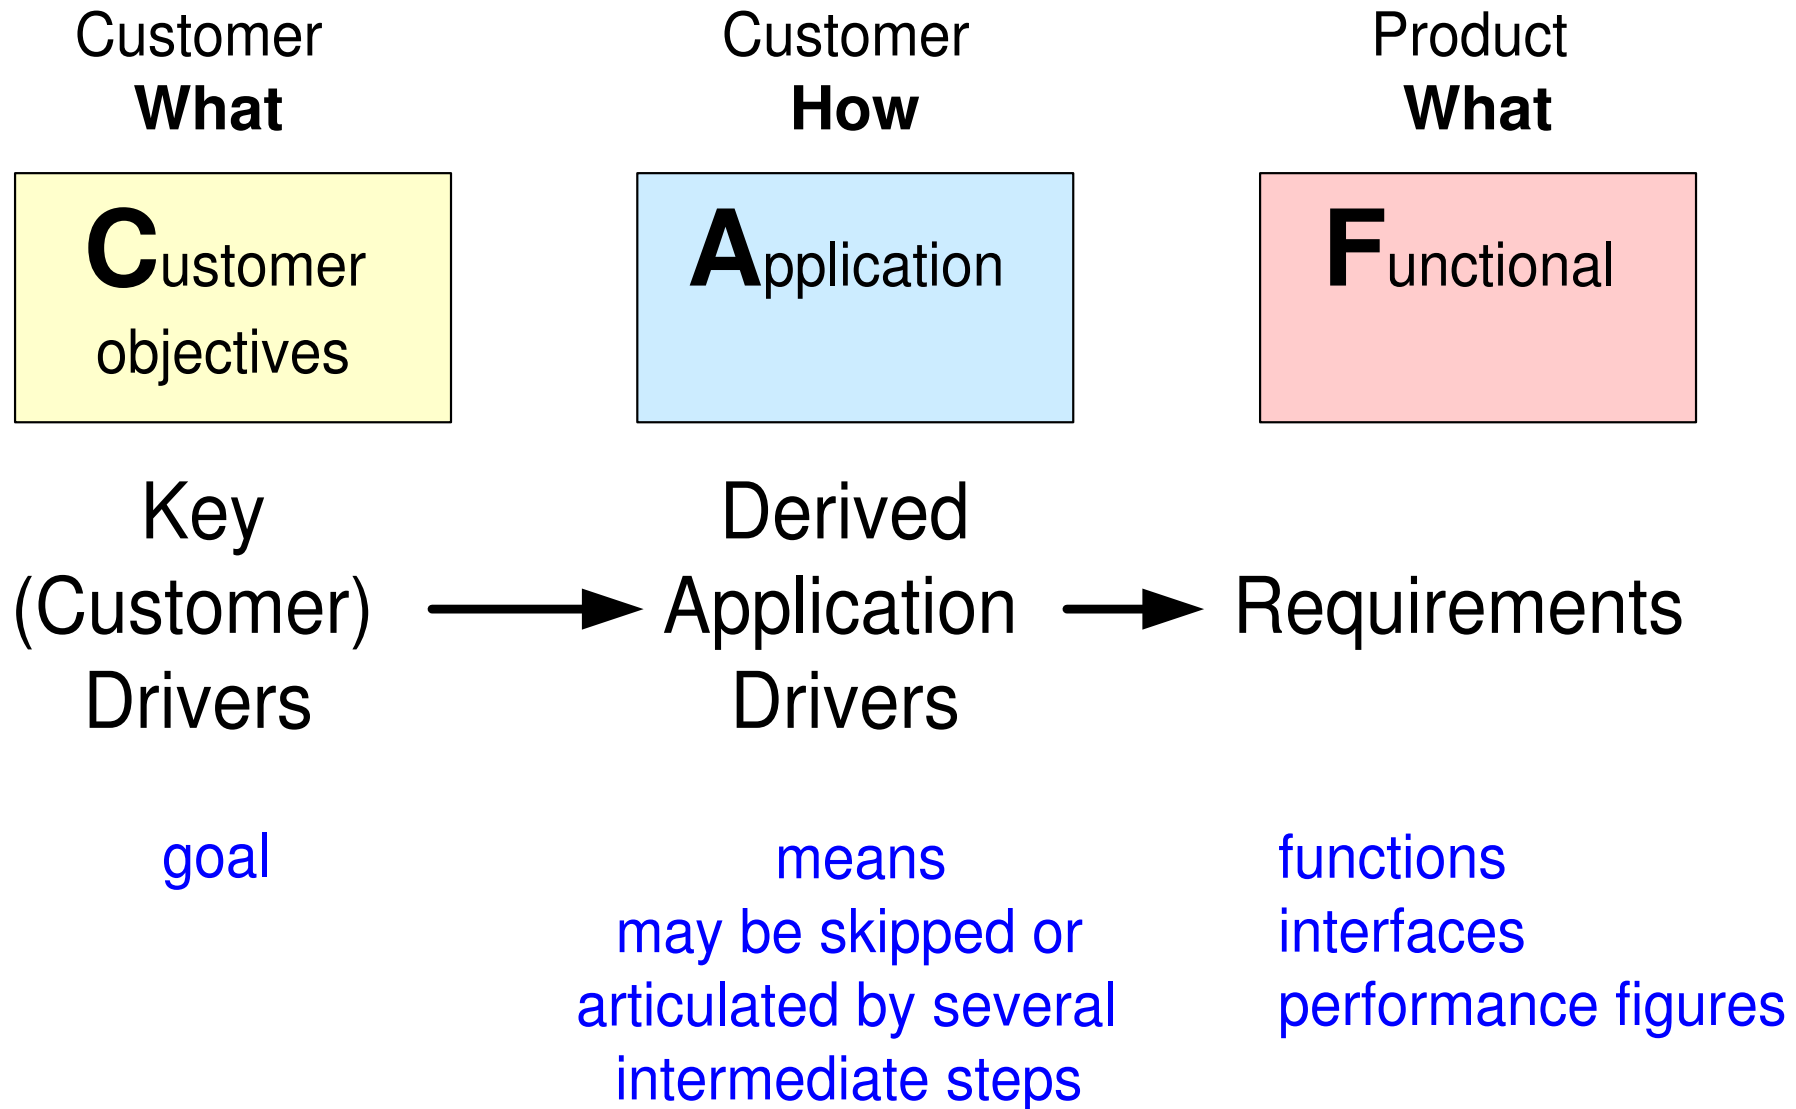 Customer
What
Customer
How
Product
What
Customer
objectives
Application
Functional
Key
(Customer)
Drivers
Derived
Application
Drivers
Requirements
goal
means
may be skipped or
articulated by several
intermediate steps
functions
interfaces
performance figures